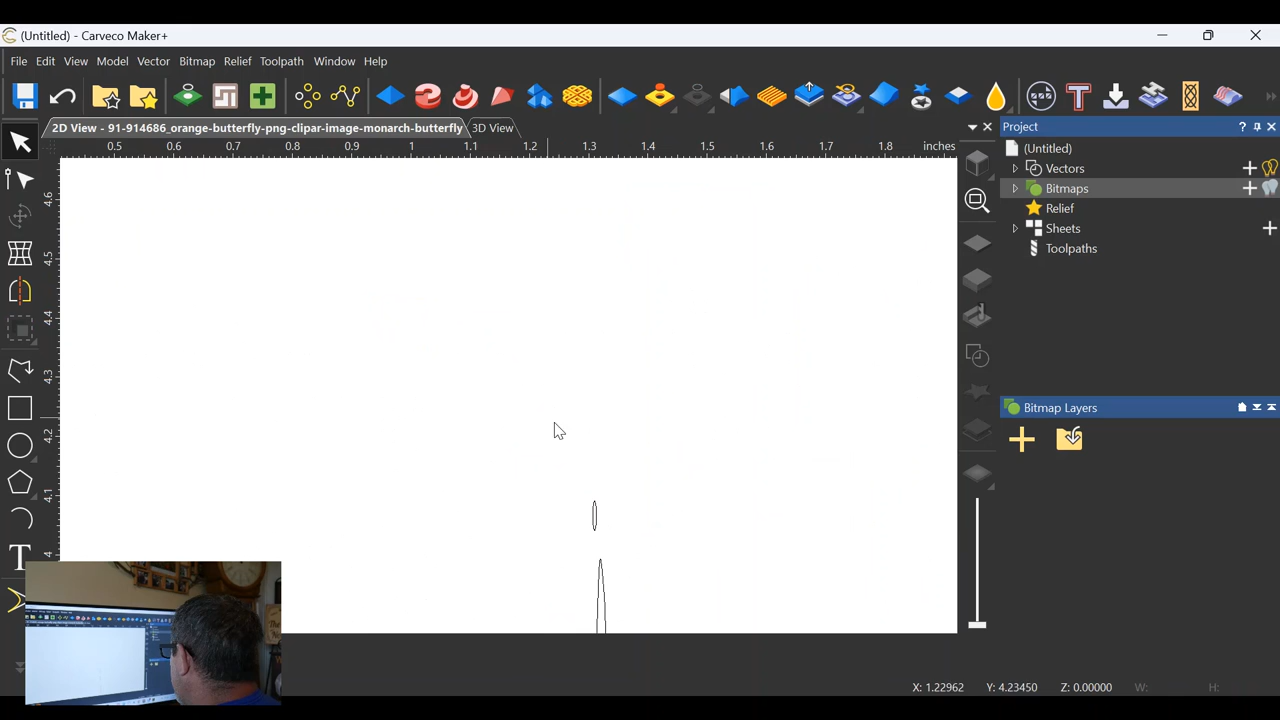 (Untitled) - Carveco Maker+
File Edit View Model Vector Bitmap Relief Toolpath Window Help
2D View - 91-914686_orange-butterfly-png-clipar-image-monarch-butterfly 3D View
0.5 0.6 0.7 0.8 0.9 1 1.1 1.2 1.3 1.4 1.5 1.6 1.7 1.8 inches
4.6
4.5
4.4
4.3
4.2
4.1
4
Project
(Untitled)
Vectors
Bitmaps
Relief
Sheets
Toolpaths
Bitmap Layers
X: 1.22962 Y: 4.23450 Z: 0.00000 W: H: